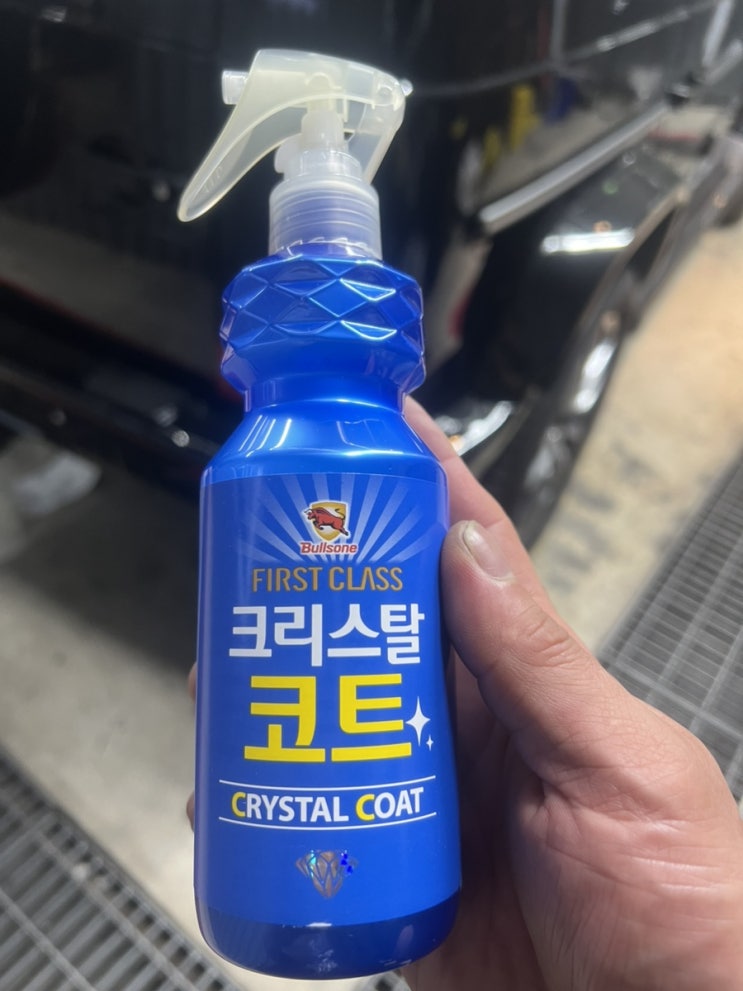 Bullsone
FIRST CLASS
크리스탈
코트
CRYSTAL COAT